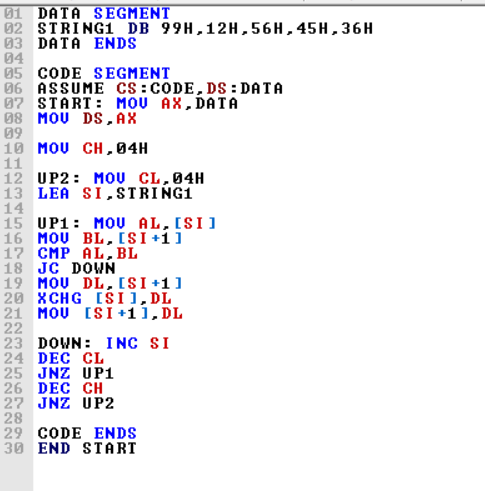 01 DATA SEGMENT
02 STRING1 DB 99H,12H,56H,45H,36H
03 DATA ENDS
04
05 CODE SEGMENT
06 ASSUME CS:CODE,DS:DATA
07 START: MOV AX,DATA
08 MOV DS,AX
09
10 MOV CH,04H
11
12 UP2: MOV CL,04H
13 LEA SI,STRING1
14
15 UP1: MOV AL,[SI]
16 MOV BL,[SI+1]
17 CMP AL,BL
18 JC DOWN
19 MOV DL,[SI+1]
20 XCHG [SI],DL
21 MOV [SI+1],DL
22
23 DOWN: INC SI
24 DEC CL
25 JNZ UP1
26 DEC CH
27 JNZ UP2
28
29 CODE ENDS
30 END START